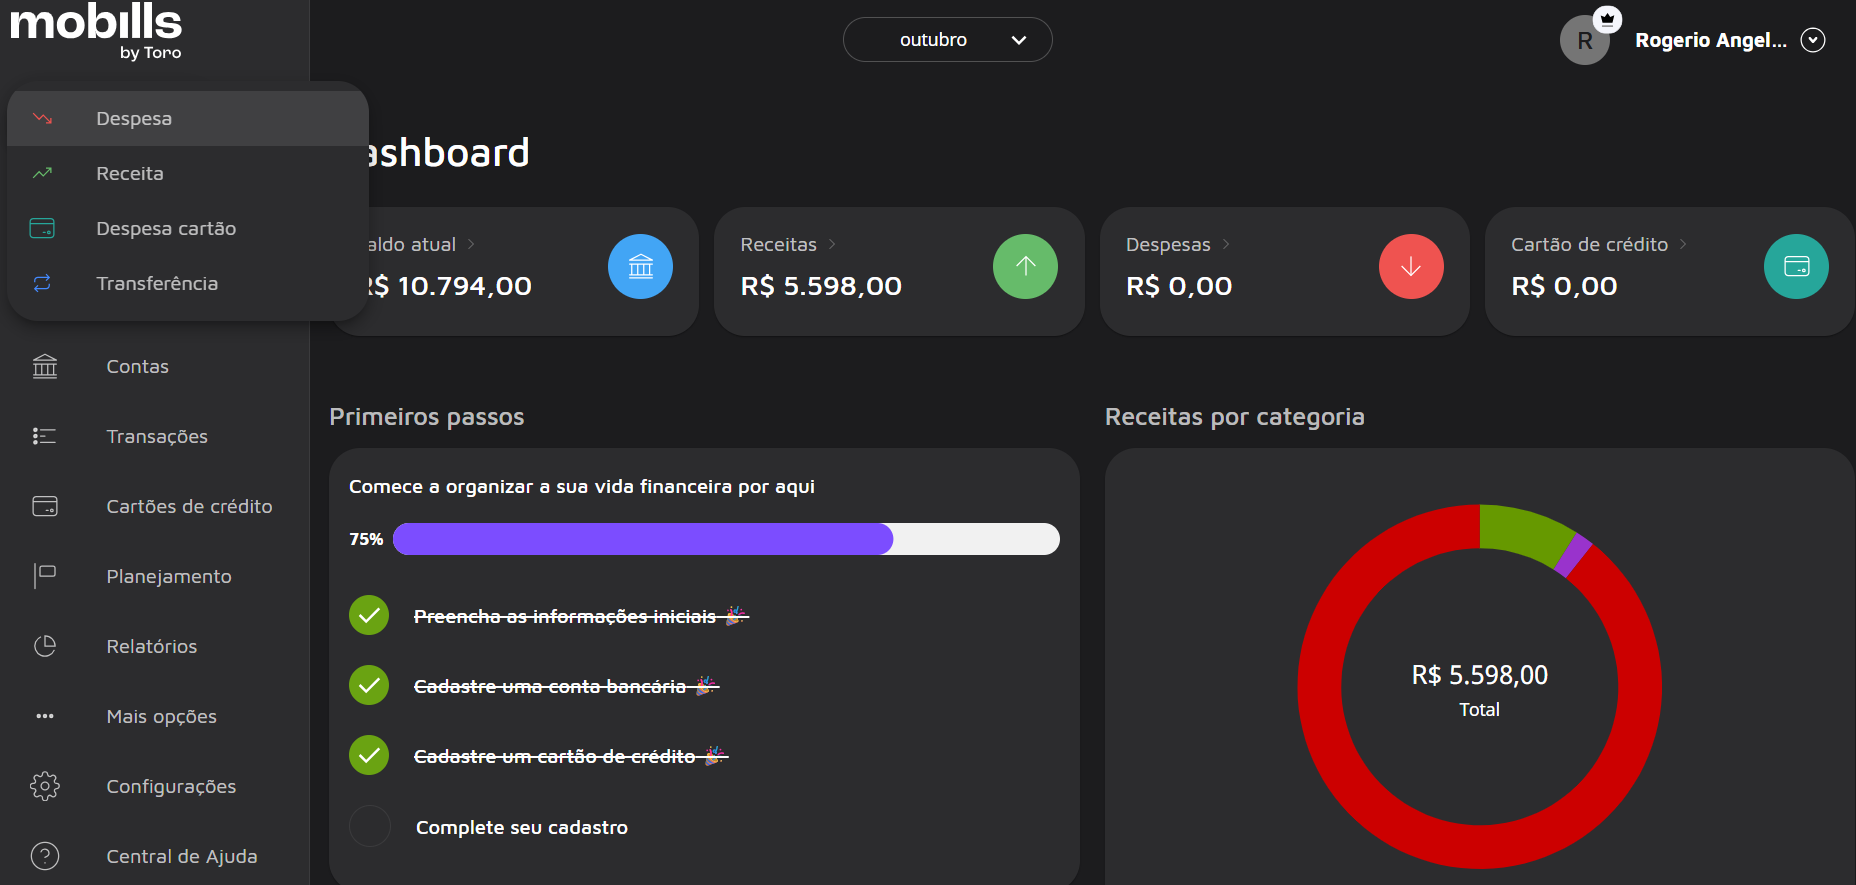 mobills
by Toro
outubro
R
Rogerio Angel...
Despesa
Receita
Despesa cartão
Transferência
ashboard
aldo atual
R$ 10.794,00
Receitas
R$ 5.598,00
Despesas
R$ 0,00
Cartão de crédito
R$ 0,00
Contas
Transações
Cartões de crédito
Planejamento
Relatórios
Mais opções
Configurações
Central de Ajuda
Primeiros passos
Comece a organizar a sua vida financeira por aqui
75%
Preencha as informações iniciais 🎉
Cadastre uma conta bancária 🎉
Cadastre um cartão de crédito 🎉
Complete seu cadastro
Receitas por categoria
R$ 5.598,00
Total